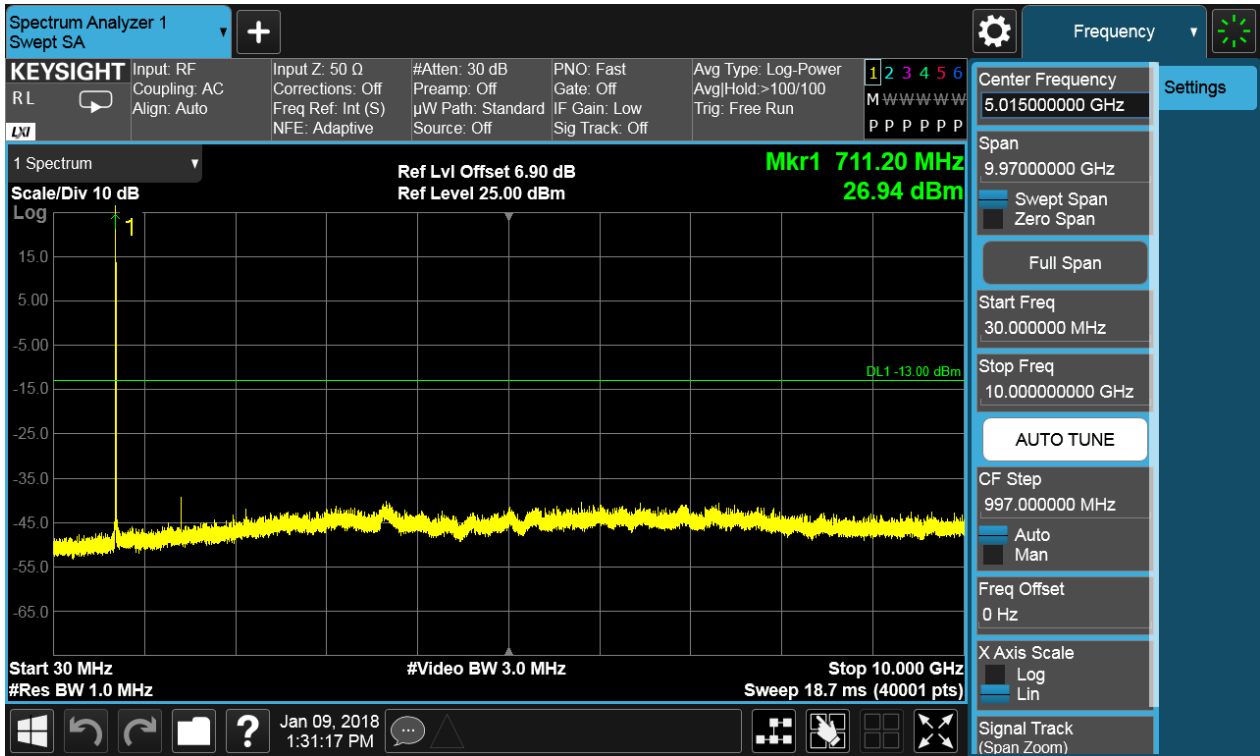 Spectrum Analyzer 1
Swept SA
+
Frequency
KEYSIGHT
R L
LXI
Input: RF
Coupling: AC
Align: Auto
Input Z: 50 Ω
Corrections: Off
Freq Ref: Int (S)
NFE: Adaptive
#Atten: 30 dB
Preamp: Off
µW Path: Standard
Source: Off
PNO: Fast
Gate: Off
IF Gain: Low
Sig Track: Off
Avg Type: Log-Power
Avg|Hold:>100/100
Trig: Free Run
1 2 3 4 5 6
M W W W W W
P P P P P P
1 Spectrum
Scale/Div 10 dB
Log
Ref Lvl Offset 6.90 dB
Ref Level 25.00 dBm
Mkr1 711.20 MHz
26.94 dBm
1
15.0
5.00
-5.00
-15.0
-25.0
-35.0
-45.0
-55.0
-65.0
DL1 -13.00 dBm
Start 30 MHz
#Res BW 1.0 MHz
#Video BW 3.0 MHz
Stop 10.000 GHz
Sweep 18.7 ms (40001 pts)
Center Frequency
5.015000000 GHz
Span
9.97000000 GHz
Swept Span
Zero Span
Full Span
Start Freq
30.000000 MHz
Stop Freq
10.000000000 GHz
AUTO TUNE
CF Step
997.000000 MHz
Auto
Man
Freq Offset
0 Hz
X Axis Scale
Log
Lin
Signal Track
(Span Zoom)
Settings
?
Jan 09, 2018
1:31:17 PM